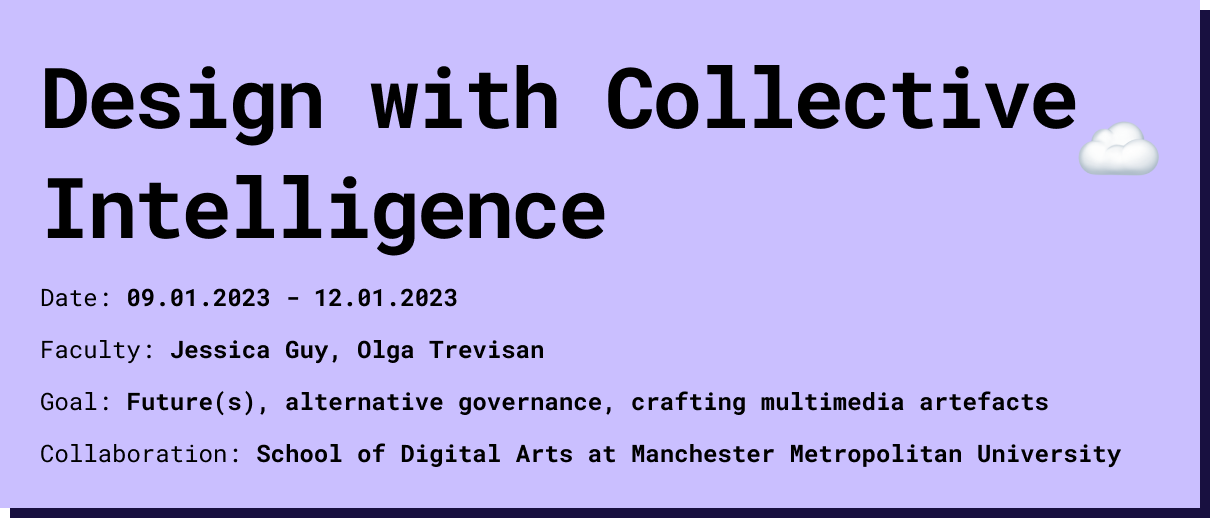 Design with Collective
Intelligence
Date: 09.01.2023 - 12.01.2023
Faculty: Jessica Guy, Olga Trevisan
Goal: Future(s), alternative governance, crafting multimedia artefacts
Collaboration: School of Digital Arts at Manchester Metropolitan University